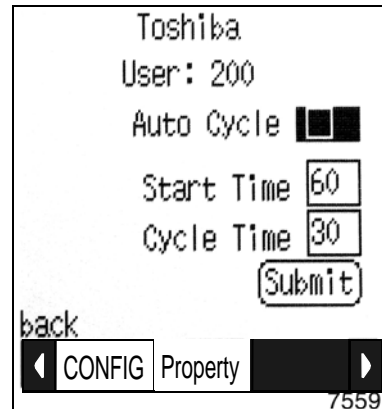 Toshiba
User: 200
Auto Cycle
Start Time 60
Cycle Time 30
Submit
back
CONFIG Property
7559